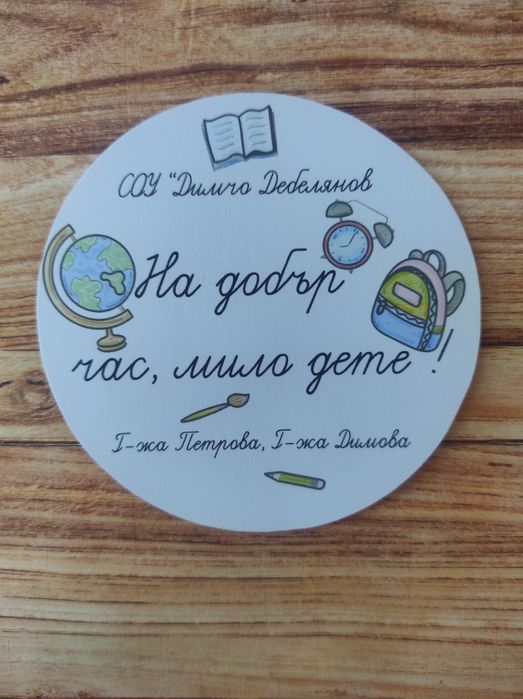 СОУ "Димчо Дебелянов
На добър
час, мило дете !
Г-жа Петрова, Г-жа Димова